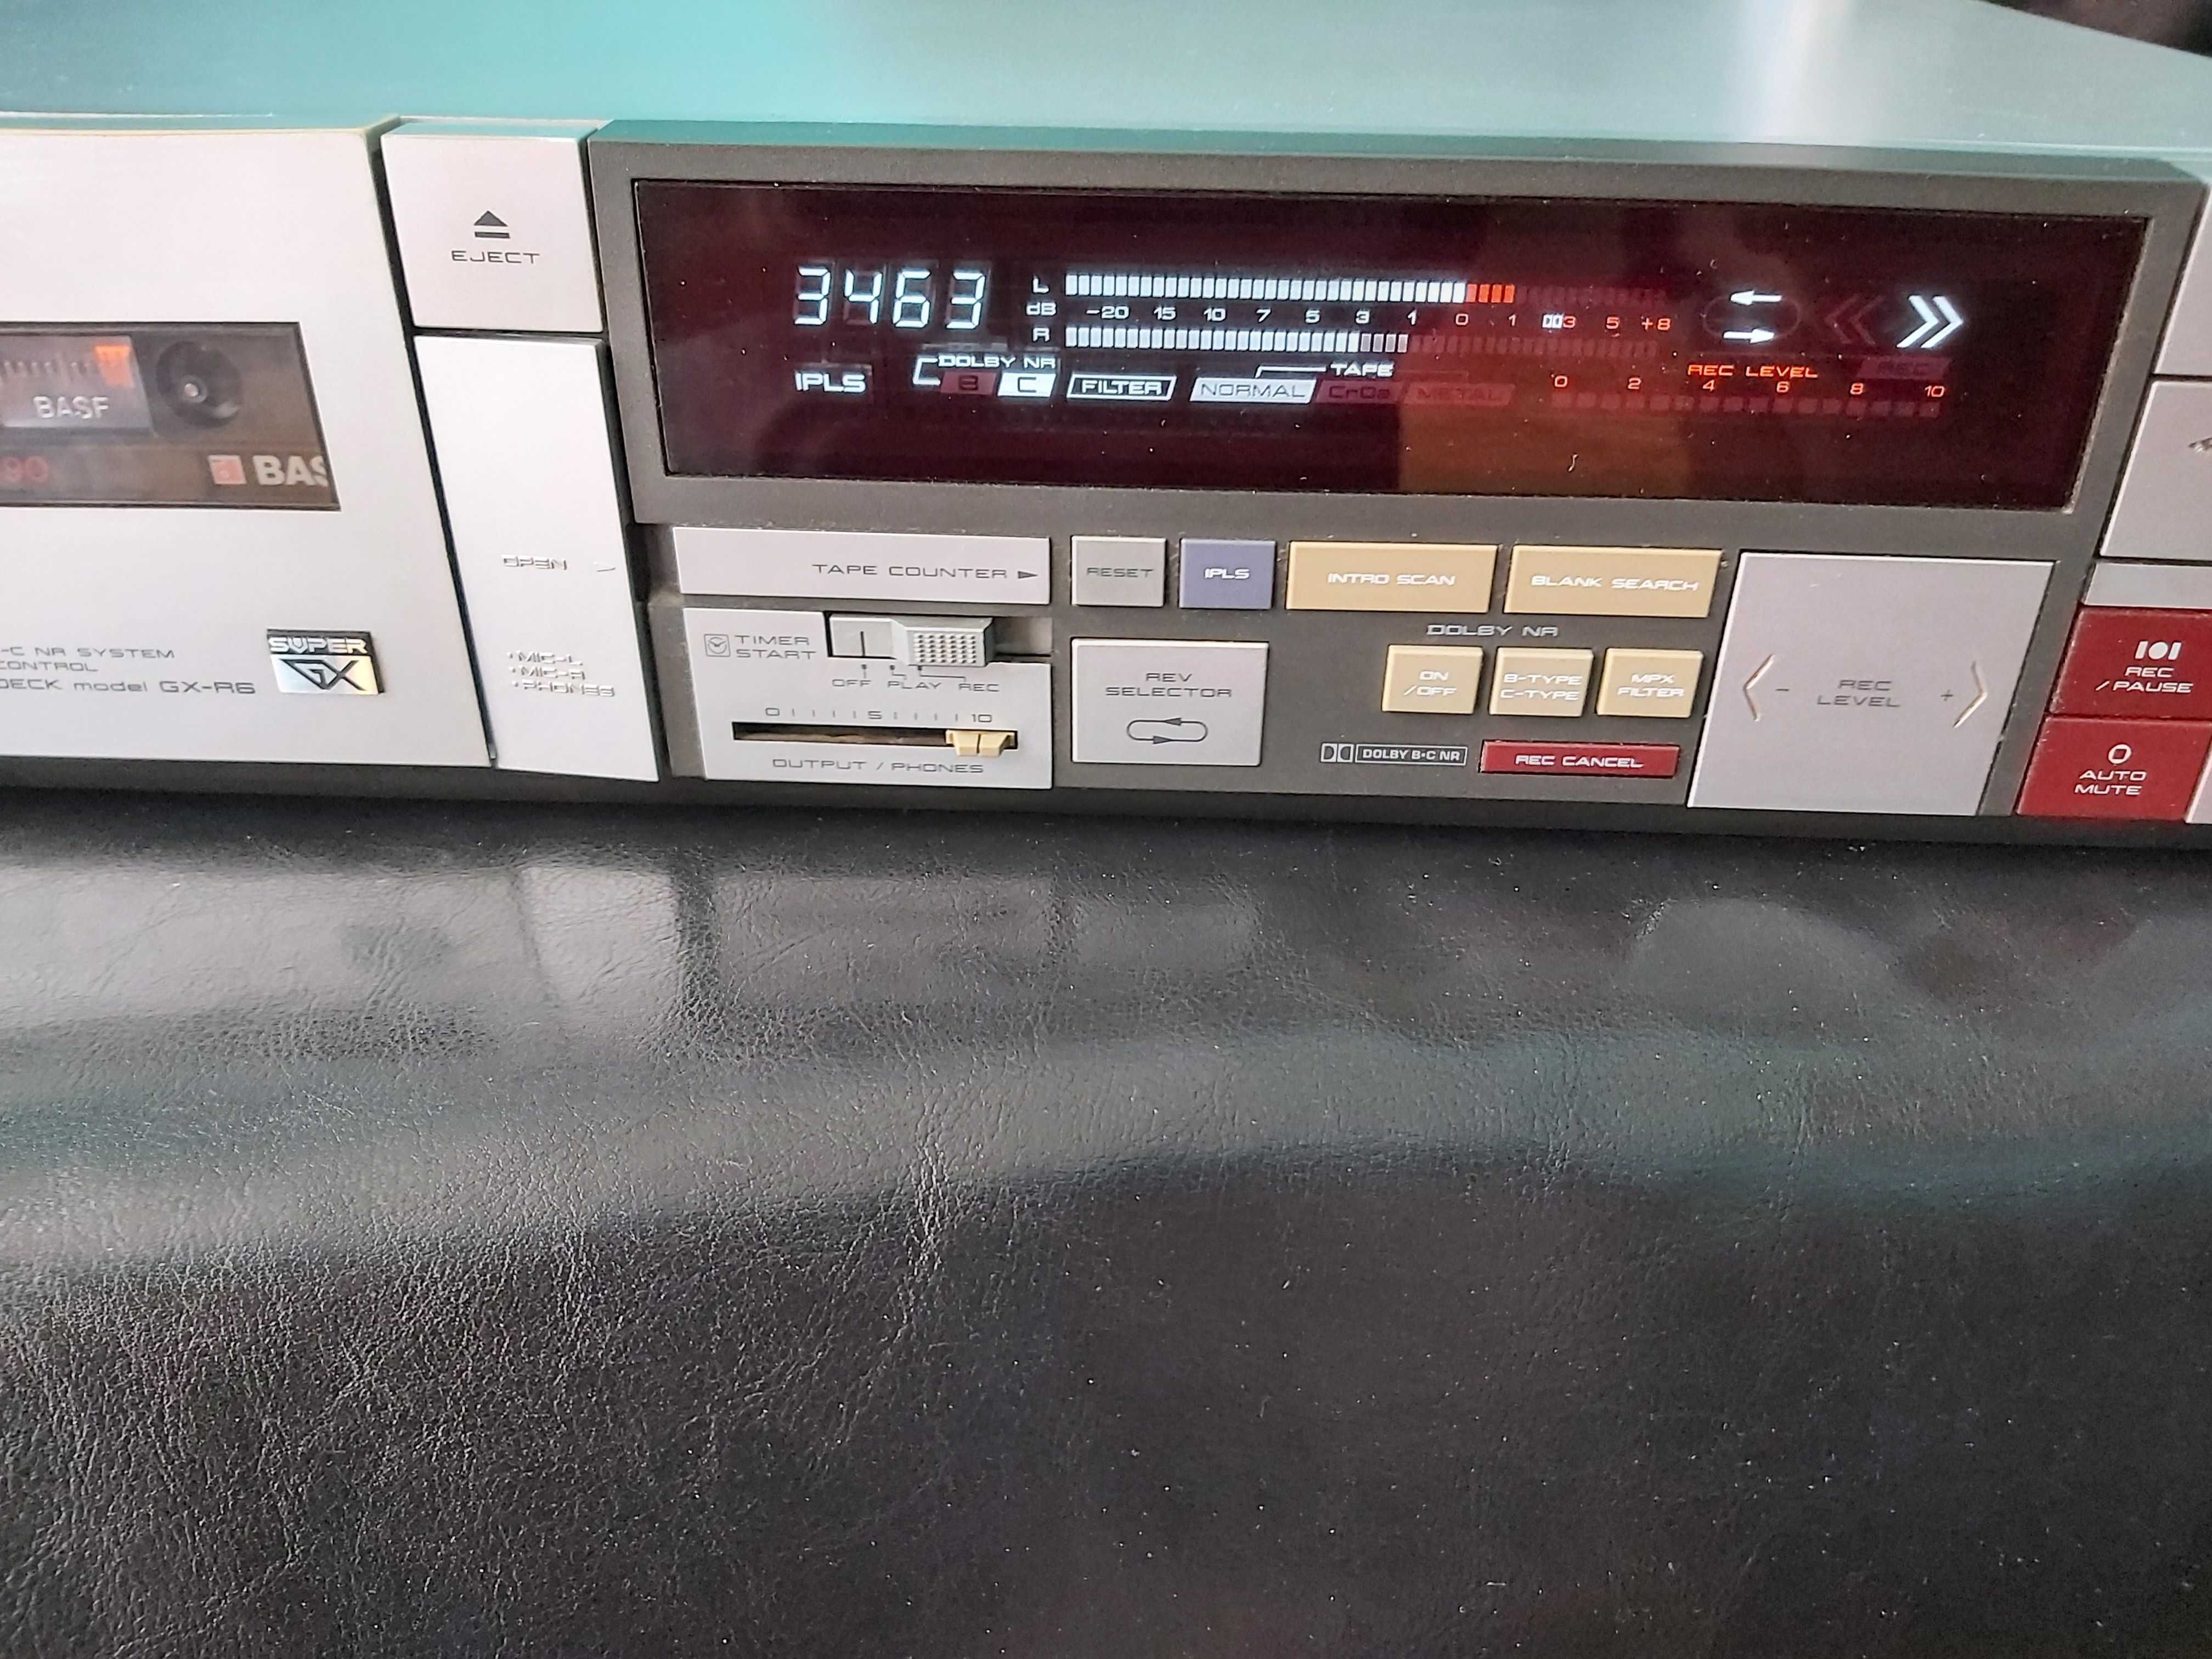 EJECT
BASF
90
BAS
OPEN
-C NR SYSTEM
CONTROL
DECK model GX-R6
SUPER
GX
•MIC-L
•MIC-R
•PHONES
3463
L
dB -20 15 10 7 5 3 1 0 1 3 5 +8
R
IPLS
DOLBY NR
B C
FILTER
TAPE
NORMAL CrO₂ METAL
REC
REC LEVEL
0 2 4 6 8 10
TAPE COUNTER
RESET
IPLS
INTRO SCAN
BLANK SEARCH
TIMER
START
OFF PLAY REC
0 5 10
OUTPUT / PHONES
REV
SELECTOR
DOLBY NR
ON
/OFF
B-TYPE
C-TYPE
MPX
FILTER
DOLBY B·C NR
REC CANCEL
- REC +
LEVEL
REC
/ PAUSE
AUTO
MUTE